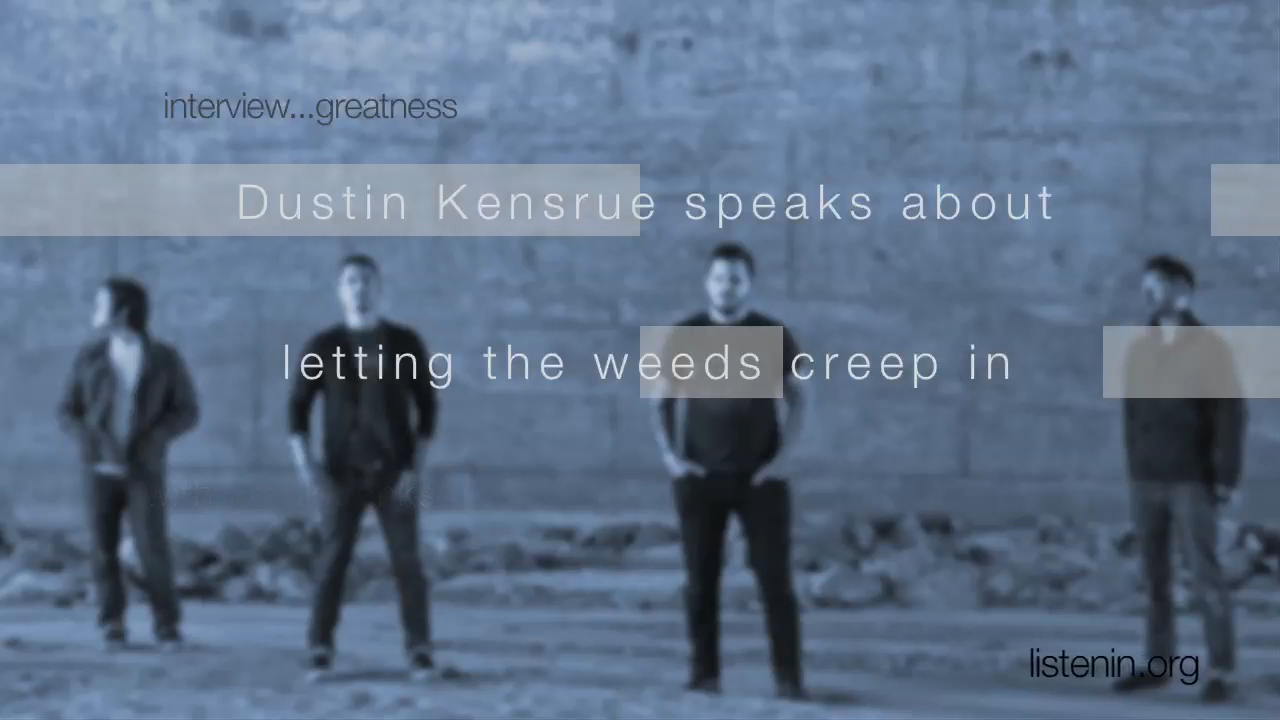 interview...greatness
Dustin Kensrue speaks about
letting the weeds creep in
listenin.org